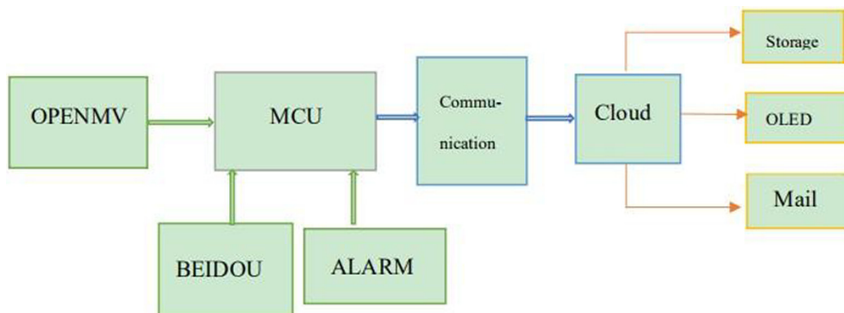 OPENMV
MCU
Commu-
nication
Cloud
Storage
OLED
Mail
BEIDOU
ALARM